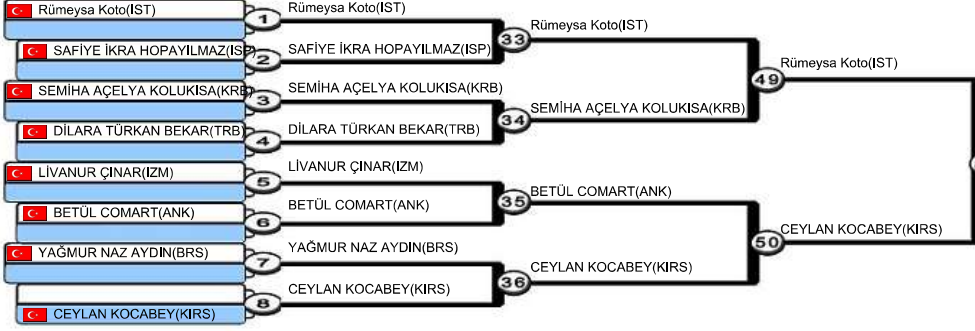 Rümeysa Koto(İST)
SAFİYE İKRA HOPAYILMAZ(ISP)
SEMİHA AÇELYA KOLUKISA(KRB)
DİLARA TÜRKAN BEKAR(TRB)
LİVANUR ÇINAR(IZM)
BETÜL COMART(ANK)
YAĞMUR NAZ AYDIN(BRS)
CEYLAN KOCABEY(KIRS)
1
2
3
4
5
6
7
8
Rümeysa Koto(İST)
SAFİYE İKRA HOPAYILMAZ(ISP)
SEMİHA AÇELYA KOLUKISA(KRB)
DİLARA TÜRKAN BEKAR(TRB)
LİVANUR ÇINAR(IZM)
BETÜL COMART(ANK)
YAĞMUR NAZ AYDIN(BRS)
CEYLAN KOCABEY(KIRS)
33
34
35
36
Rümeysa Koto(İST)
SEMİHA AÇELYA KOLUKISA(KRB)
BETÜL COMART(ANK)
CEYLAN KOCABEY(KIRS)
49
50
Rümeysa Koto(İST)
CEYLAN KOCABEY(KIRS)